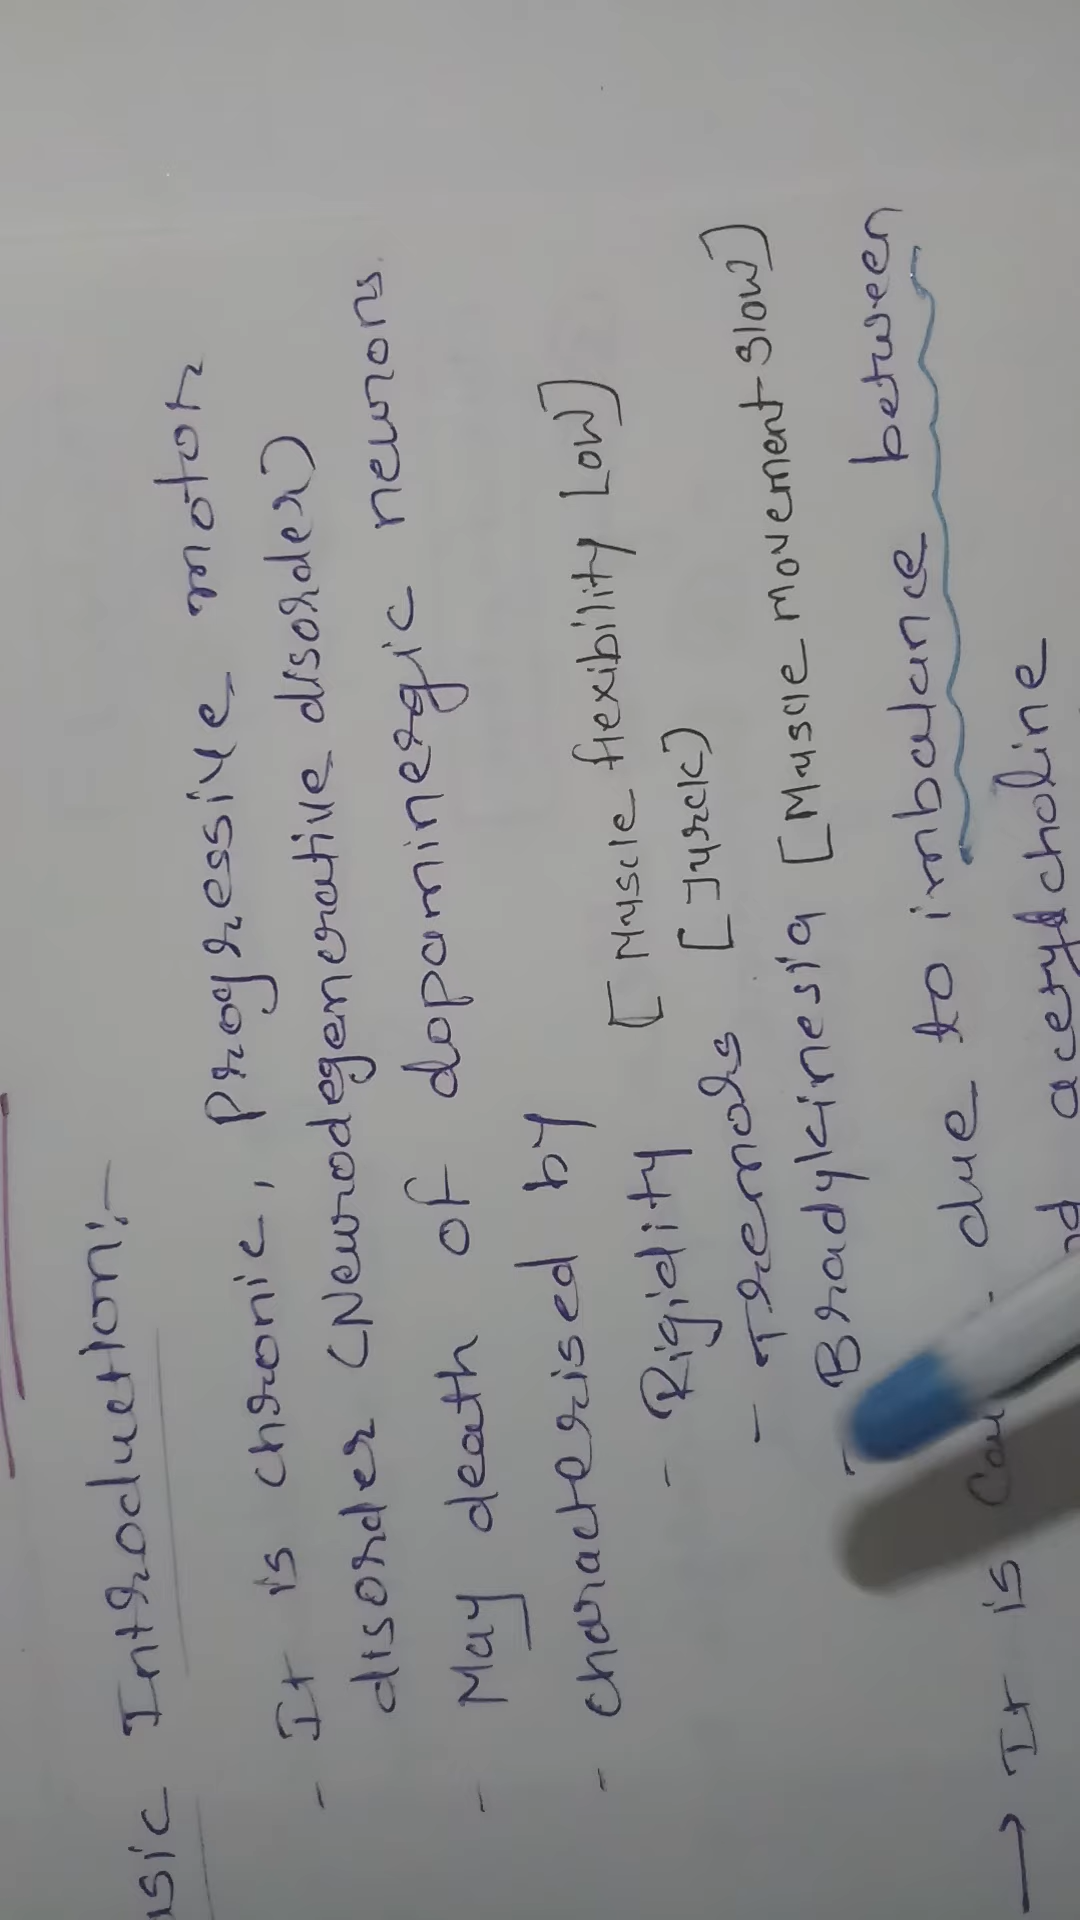 Basic Introduction:-
- It is chronic, Progressive motor
disorder (Neurodegenerative disorder)
- May death of dopaminergic neurons.
- characterised by
- Rigidity [Muscle flexibility Low]
- Tremors [Jurck]
- Bradykinesia [Muscle movement slow]
→ It is due to imbalance between
acetylcholine